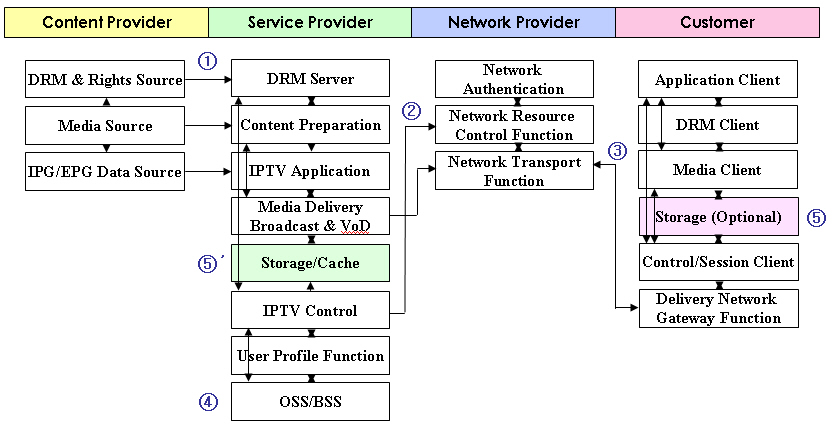 Content Provider
Service Provider
Network Provider
Customer
①
DRM & Rights Source
Media Source
IPG/EPG Data Source
DRM Server
Content Preparation
IPTV Application
Media Delivery
Broadcast & VoD
⑤′
Storage/Cache
IPTV Control
User Profile Function
④
OSS/BSS
②
Network
Authentication
Network Resource
Control Function
Network Transport
Function
③
Application Client
DRM Client
Media Client
Storage (Optional)
⑤
Control/Session Client
Delivery Network
Gateway Function